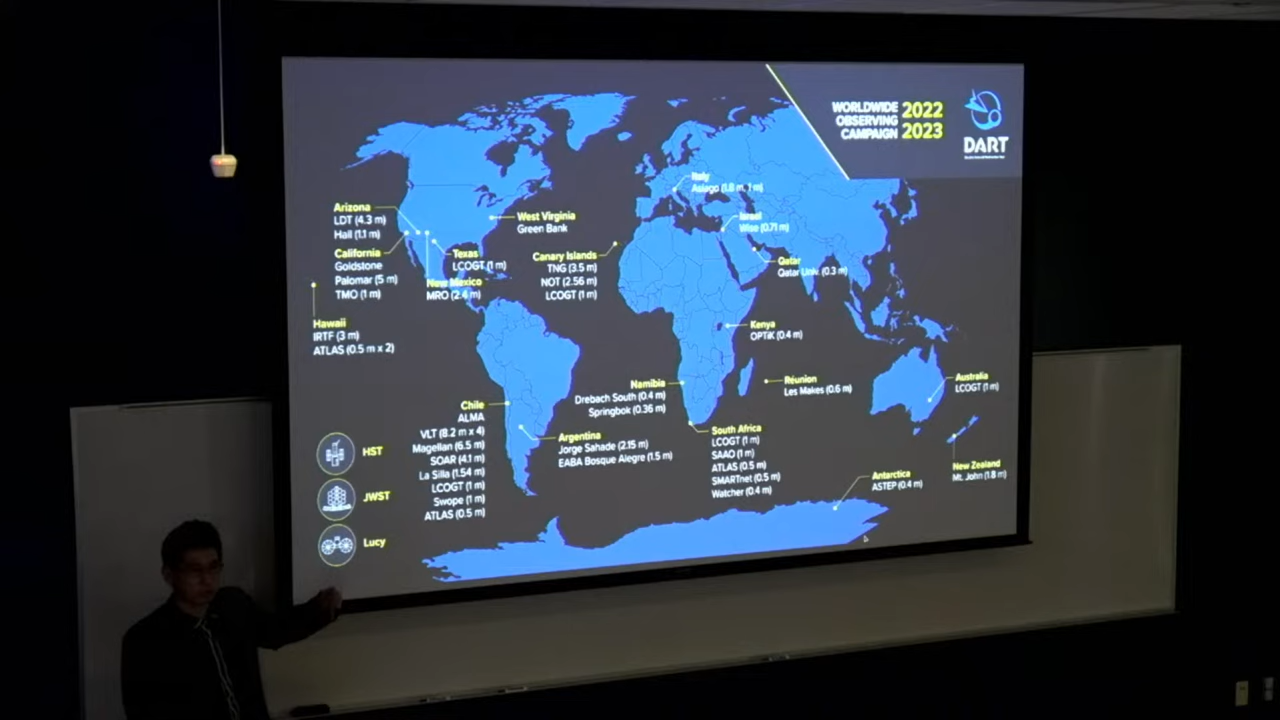 WORLDWIDE
OBSERVING
CAMPAIGN
2022
2023
DART
Italy
Asiago (1.8 m, 1 m)
Israel
Wise (0.71 m)
Qatar
Qatar Univ. (0.3 m)
Arizona
LDT (4.3 m)
Hall (1.1 m)
West Virginia
Green Bank
California
Goldstone
Palomar (5 m)
TMO (1 m)
Texas
LCOGT (1 m)
New Mexico
MRO (2.4 m)
Canary Islands
TNG (3.5 m)
NOT (2.56 m)
LCOGT (1 m)
Hawaii
IRTF (3 m)
ATLAS (0.5 m x 2)
Kenya
OPTiK (0.4 m)
Namibia
Drebach South (0.4 m)
Springbok (0.36 m)
Réunion
Les Makes (0.6 m)
Australia
LCOGT (1 m)
Chile
ALMA
VLT (8.2 m x 4)
Magellan (6.5 m)
SOAR (4.1 m)
La Silla (1.54 m)
LCOGT (1 m)
Swope (1 m)
ATLAS (0.5 m)
Argentina
Jorge Sahade (2.15 m)
EABA Bosque Alegre (1.5 m)
South Africa
LCOGT (1 m)
SAAO (1 m)
ATLAS (0.5 m)
SMARTnet (0.5 m)
Watcher (0.4 m)
Antarctica
ASTEP (0.4 m)
New Zealand
Mt. John (1.8 m)
HST
JWST
Lucy